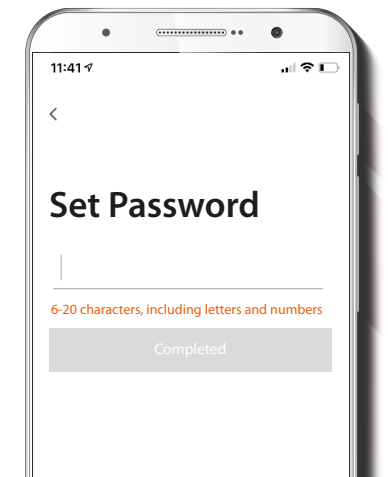 11:41
Set Password
6-20 characters, including letters and numbers
Completed